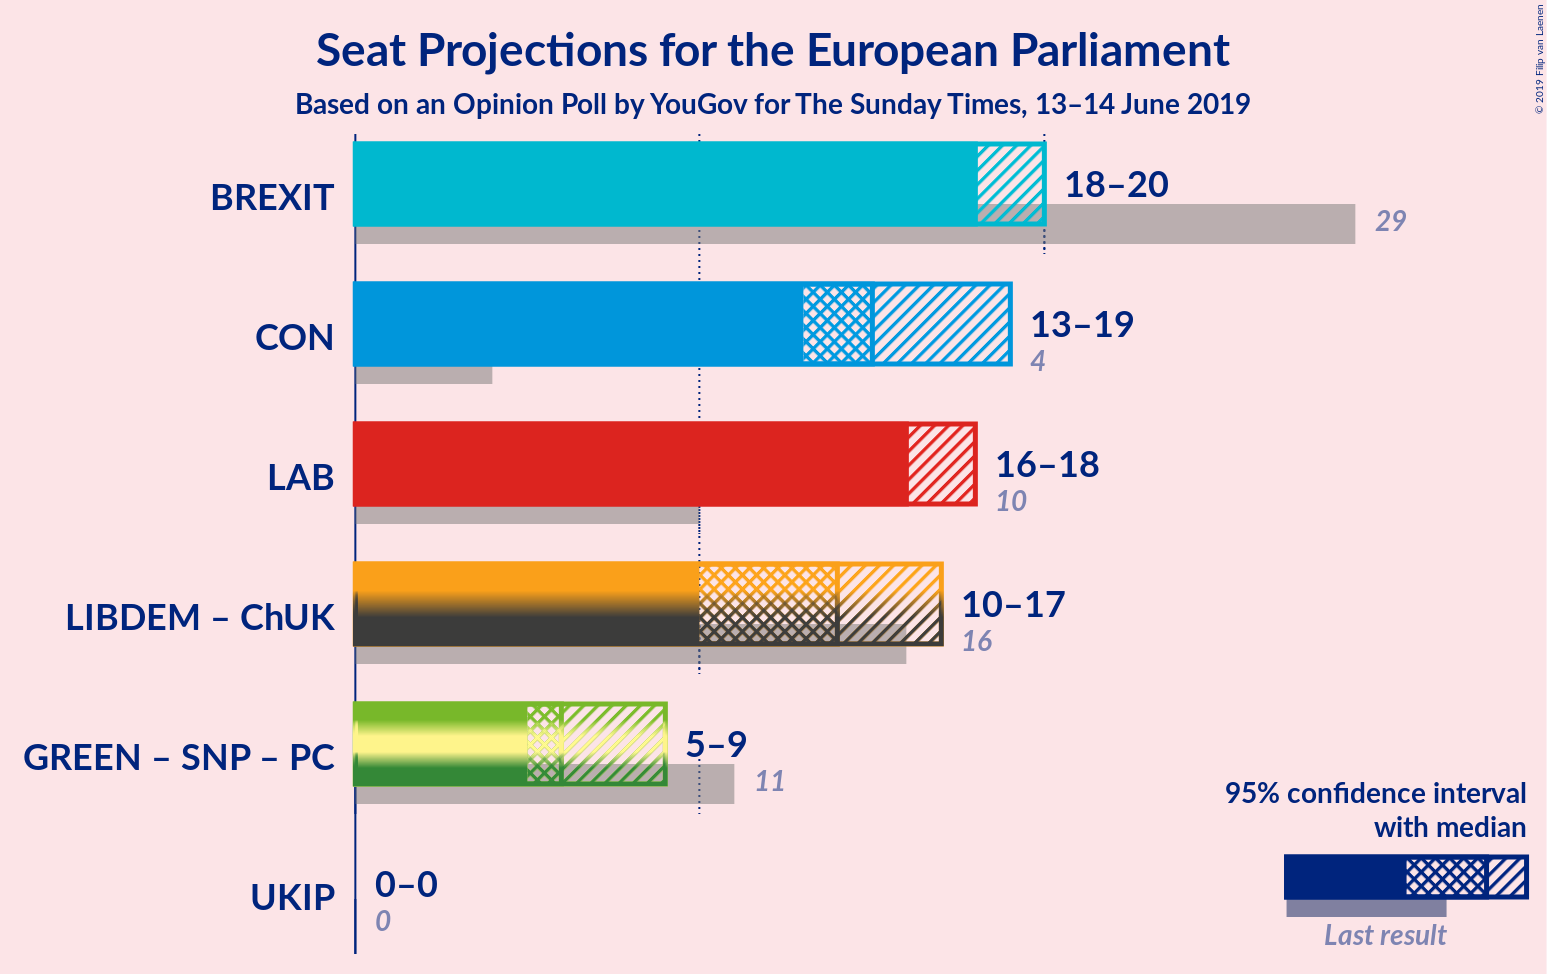 Seat Projections for the European Parliament
Based on an Opinion Poll by YouGov for The Sunday Times, 13–14 June 2019
© 2019 Filip van Laenen
BREXIT
18–20
29
CON
13–19
4
LAB
16–18
10
LIBDEM – ChUK
10–17
16
GREEN – SNP – PC
5–9
11
UKIP
0–0
0
95% confidence interval
with median
Last result